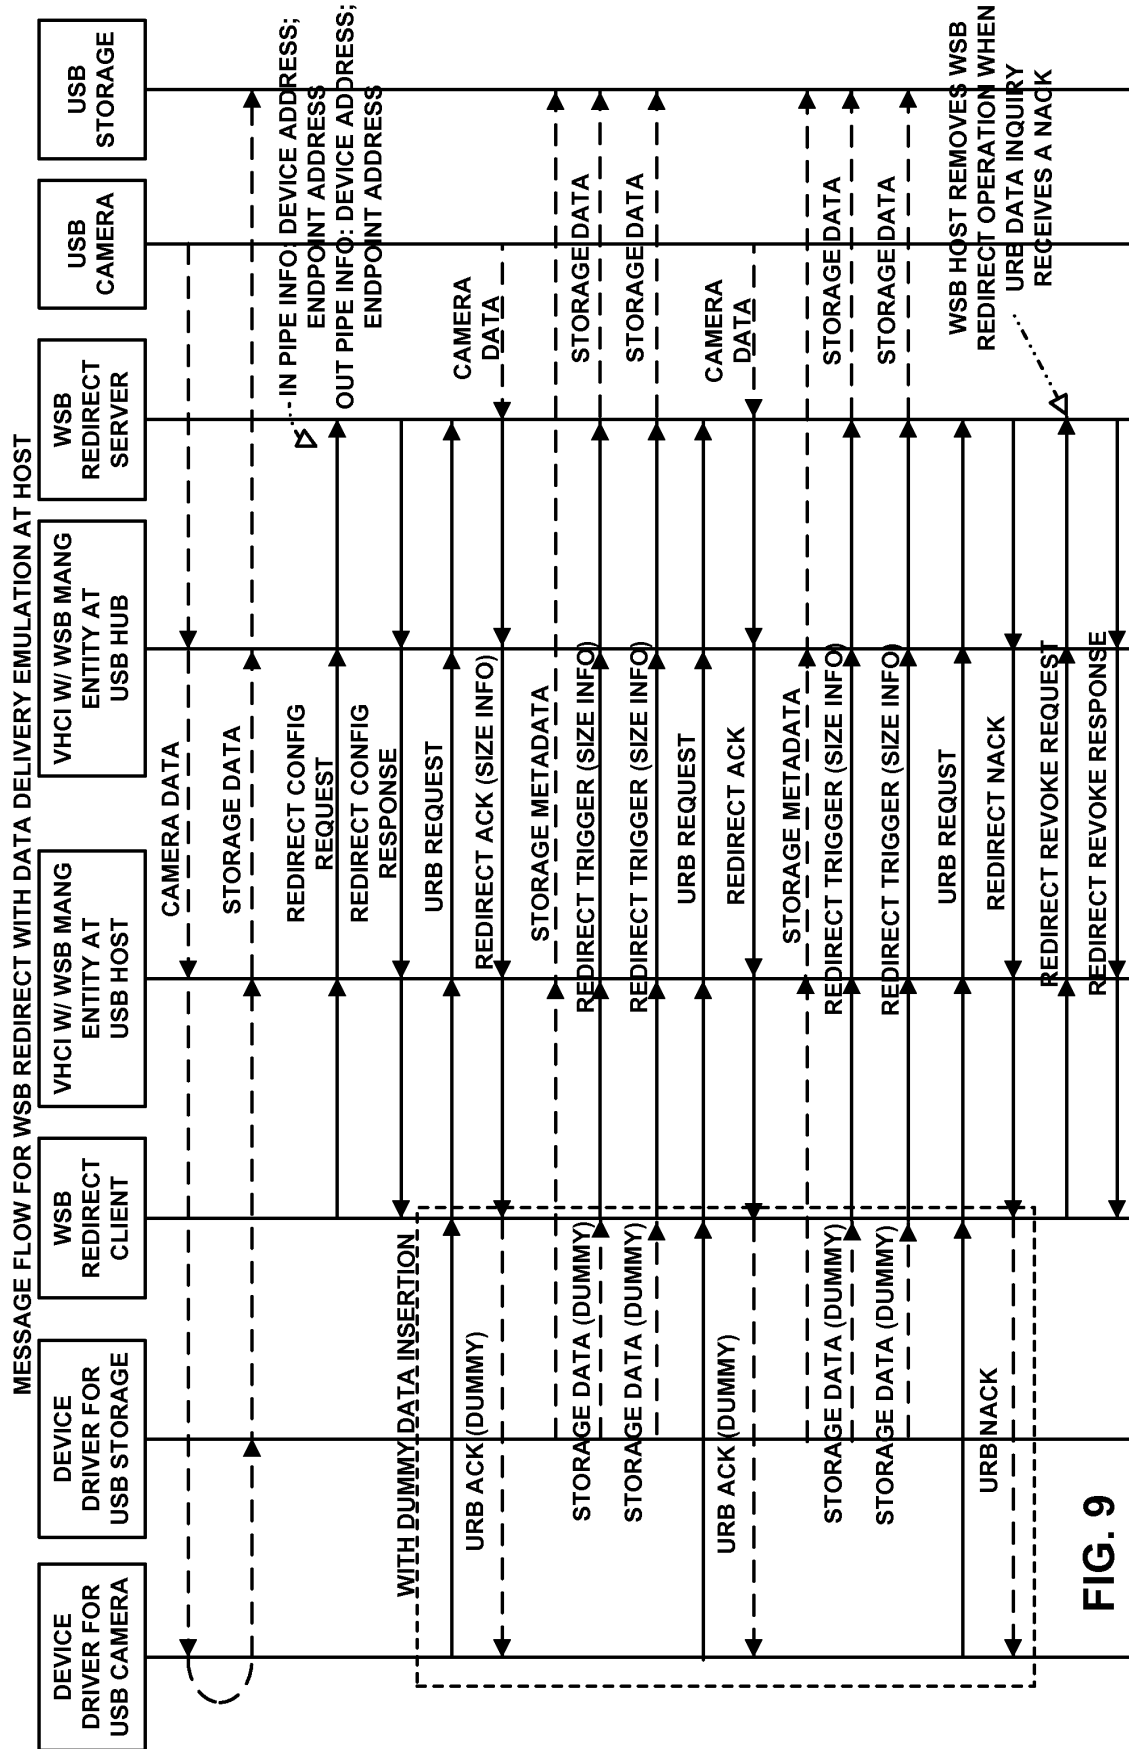 MESSAGE FLOW FOR WSB REDIRECT WITH DATA DELIVERY EMULATION AT HOST
DEVICE
DRIVER FOR
USB CAMERA
DEVICE
DRIVER FOR
USB STORAGE
WSB
REDIRECT
CLIENT
VHCI W/ WSB MANG
ENTITY AT
USB HOST
VHCI W/ WSB MANG
ENTITY AT
USB HUB
WSB
REDIRECT
SERVER
USB
CAMERA
USB
STORAGE
CAMERA DATA
STORAGE DATA
IN PIPE INFO: DEVICE ADDRESS;
ENDPOINT ADDRESS
OUT PIPE INFO: DEVICE ADDRESS;
ENDPOINT ADDRESS
REDIRECT CONFIG
REQUEST
REDIRECT CONFIG
RESPONSE
WITH DUMMY DATA INSERTION
URB REQUEST
URB ACK (DUMMY)
REDIRECT ACK (SIZE INFO)
CAMERA
DATA
STORAGE METADATA
STORAGE DATA (DUMMY)
REDIRECT TRIGGER (SIZE INFO)
STORAGE DATA
STORAGE DATA (DUMMY)
REDIRECT TRIGGER (SIZE INFO)
STORAGE DATA
URB REQUEST
URB ACK (DUMMY)
REDIRECT ACK
CAMERA
DATA
STORAGE METADATA
STORAGE DATA (DUMMY)
REDIRECT TRIGGER (SIZE INFO)
STORAGE DATA
STORAGE DATA (DUMMY)
REDIRECT TRIGGER (SIZE INFO)
STORAGE DATA
URB REQUST
URB NACK
REDIRECT NACK
WSB HOST REMOVES WSB
REDIRECT OPERATION WHEN
URB DATA INQUIRY
RECEIVES A NACK
REDIRECT REVOKE REQUEST
REDIRECT REVOKE RESPONSE
FIG. 9